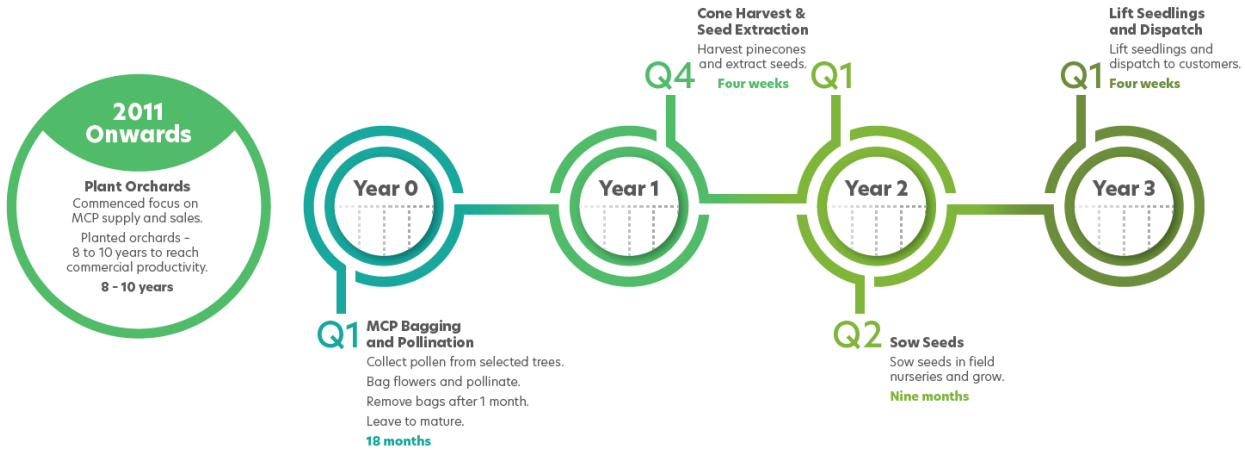 2011
Onwards
Plant Orchards
Commenced focus on
MCP supply and sales.
Planted orchards –
8 to 10 years to reach
commercial productivity.
8 – 10 years
Year 0
Q1
MCP Bagging
and Pollination
Collect pollen from selected trees.
Bag flowers and pollinate.
Remove bags after 1 month.
Leave to mature.
18 months
Year 1
Q4
Cone Harvest &
Seed Extraction
Harvest pinecones
and extract seeds.
Four weeks
Q1
Year 2
Q2
Sow Seeds
Sow seeds in field
nurseries and grow.
Nine months
Year 3
Q1
Lift Seedlings
and Dispatch
Lift seedlings and
dispatch to customers.
Four weeks